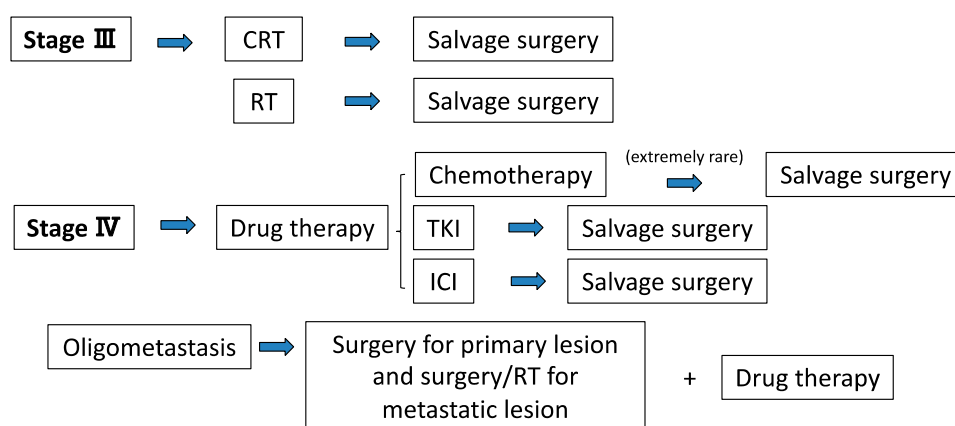 Stage Ⅲ CRT Salvage surgery
RT Salvage surgery
(extremely rare)
Chemotherapy Salvage surgery
Stage Ⅳ Drug therapy TKI Salvage surgery
ICI Salvage surgery
Oligometastasis Surgery for primary lesion
and surgery/RT for
metastatic lesion
+ Drug therapy